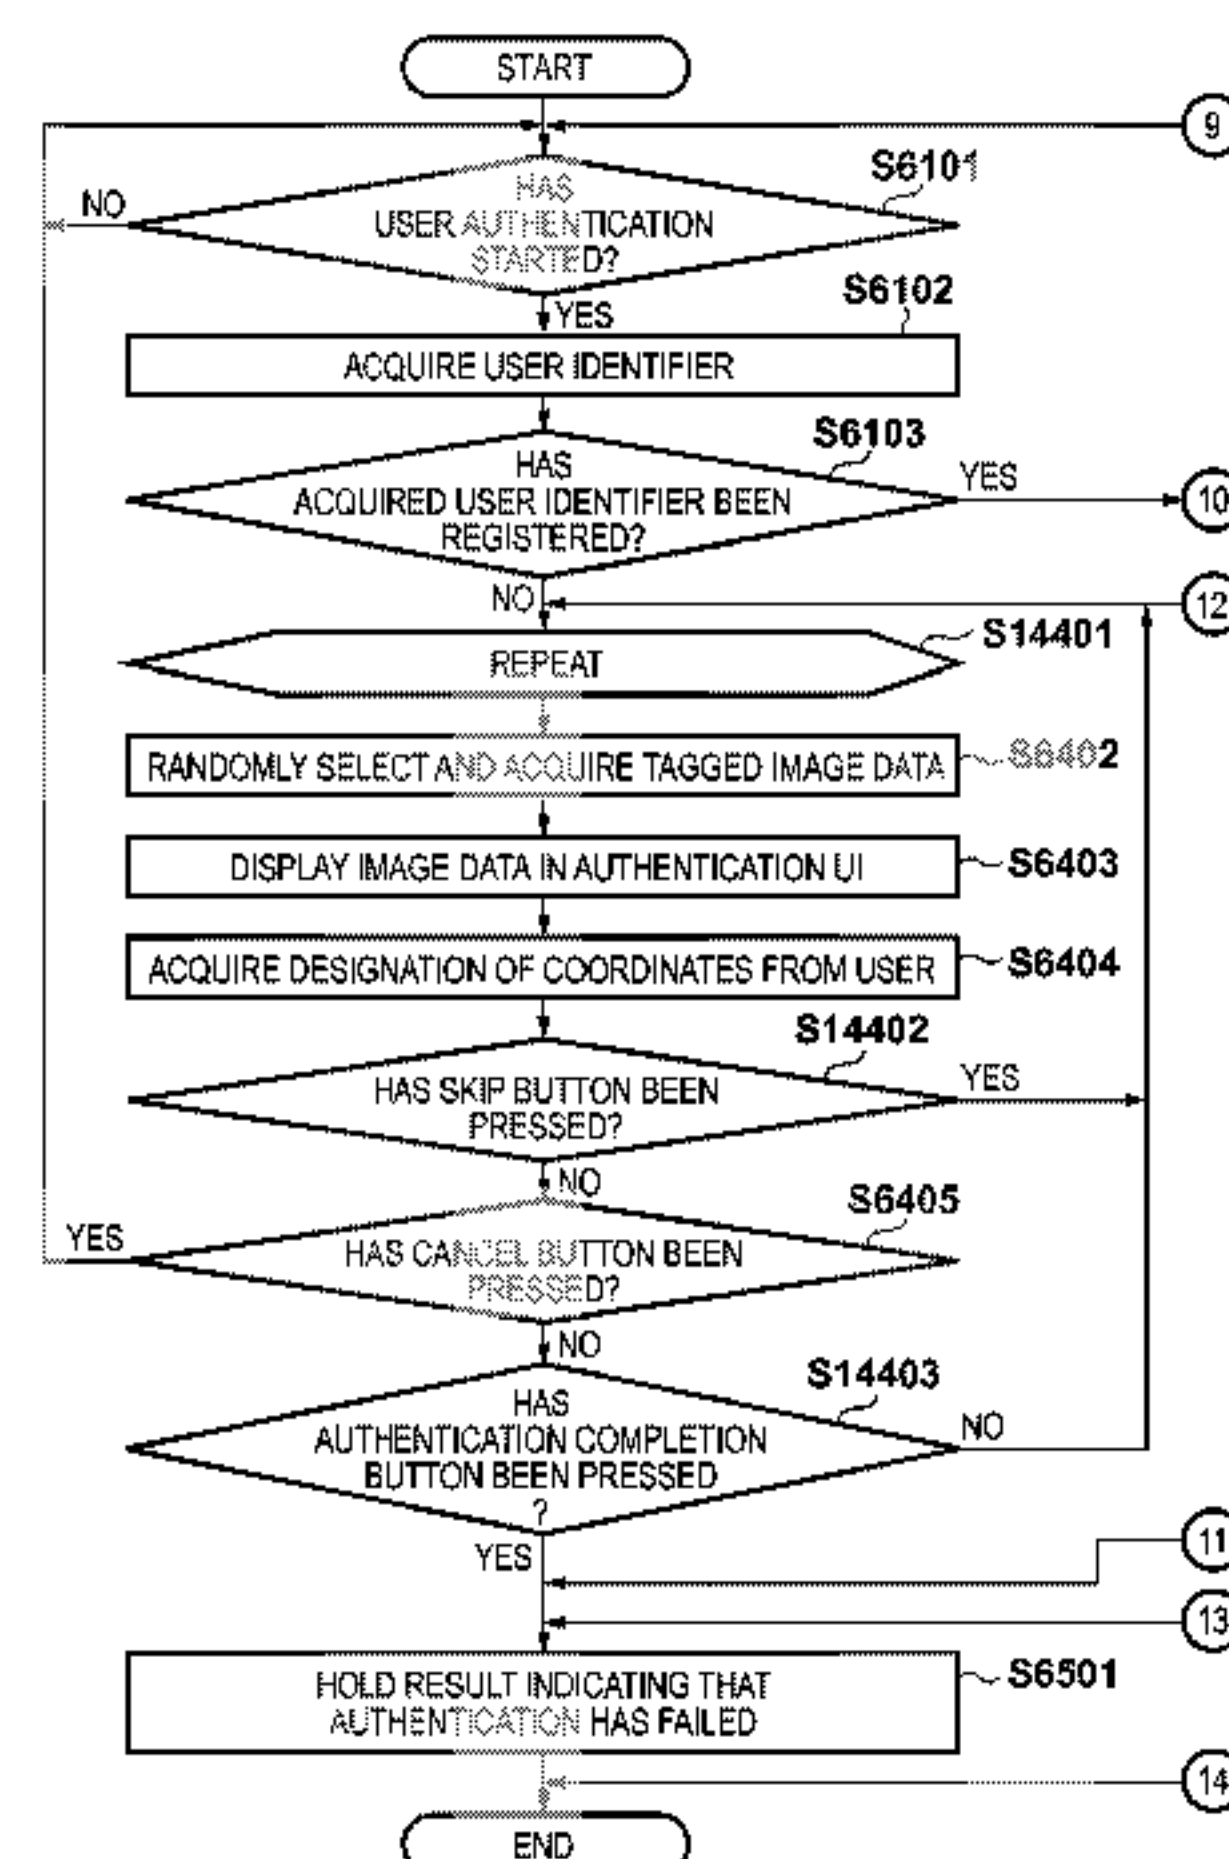 START
9
S6101
HAS
NO
USER AUTHENTICATION
STARTED?
S6102
YES
ACQUIRE USER IDENTIFIER
S6103
HAS
YES
ACQUIRED USER IDENTIFIER BEEN
10
REGISTERED?
NO
12
S14401
REPEAT
RANDOMLY SELECT AND ACQUIRE TAGGED IMAGE DATA
S6402
DISPLAY IMAGE DATA IN AUTHENTICATION UI
S6403
ACQUIRE DESIGNATION OF COORDINATES FROM USER
S6404
S14402
YES
HAS SKIP BUTTON BEEN
PRESSED?
NO
S6405
YES
HAS CANCEL BUTTON BEEN
PRESSED?
NO
S14403
HAS
NO
AUTHENTICATION COMPLETION
BUTTON BEEN PRESSED
?
YES
11
13
HOLD RESULT INDICATING THAT
AUTHENTICATION HAS FAILED
S6501
14
END